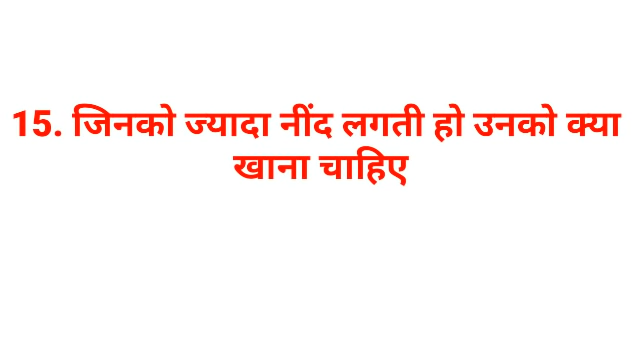 15. जिनको ज्यादा नींद लगती हो उनको क्या
खाना चाहिए